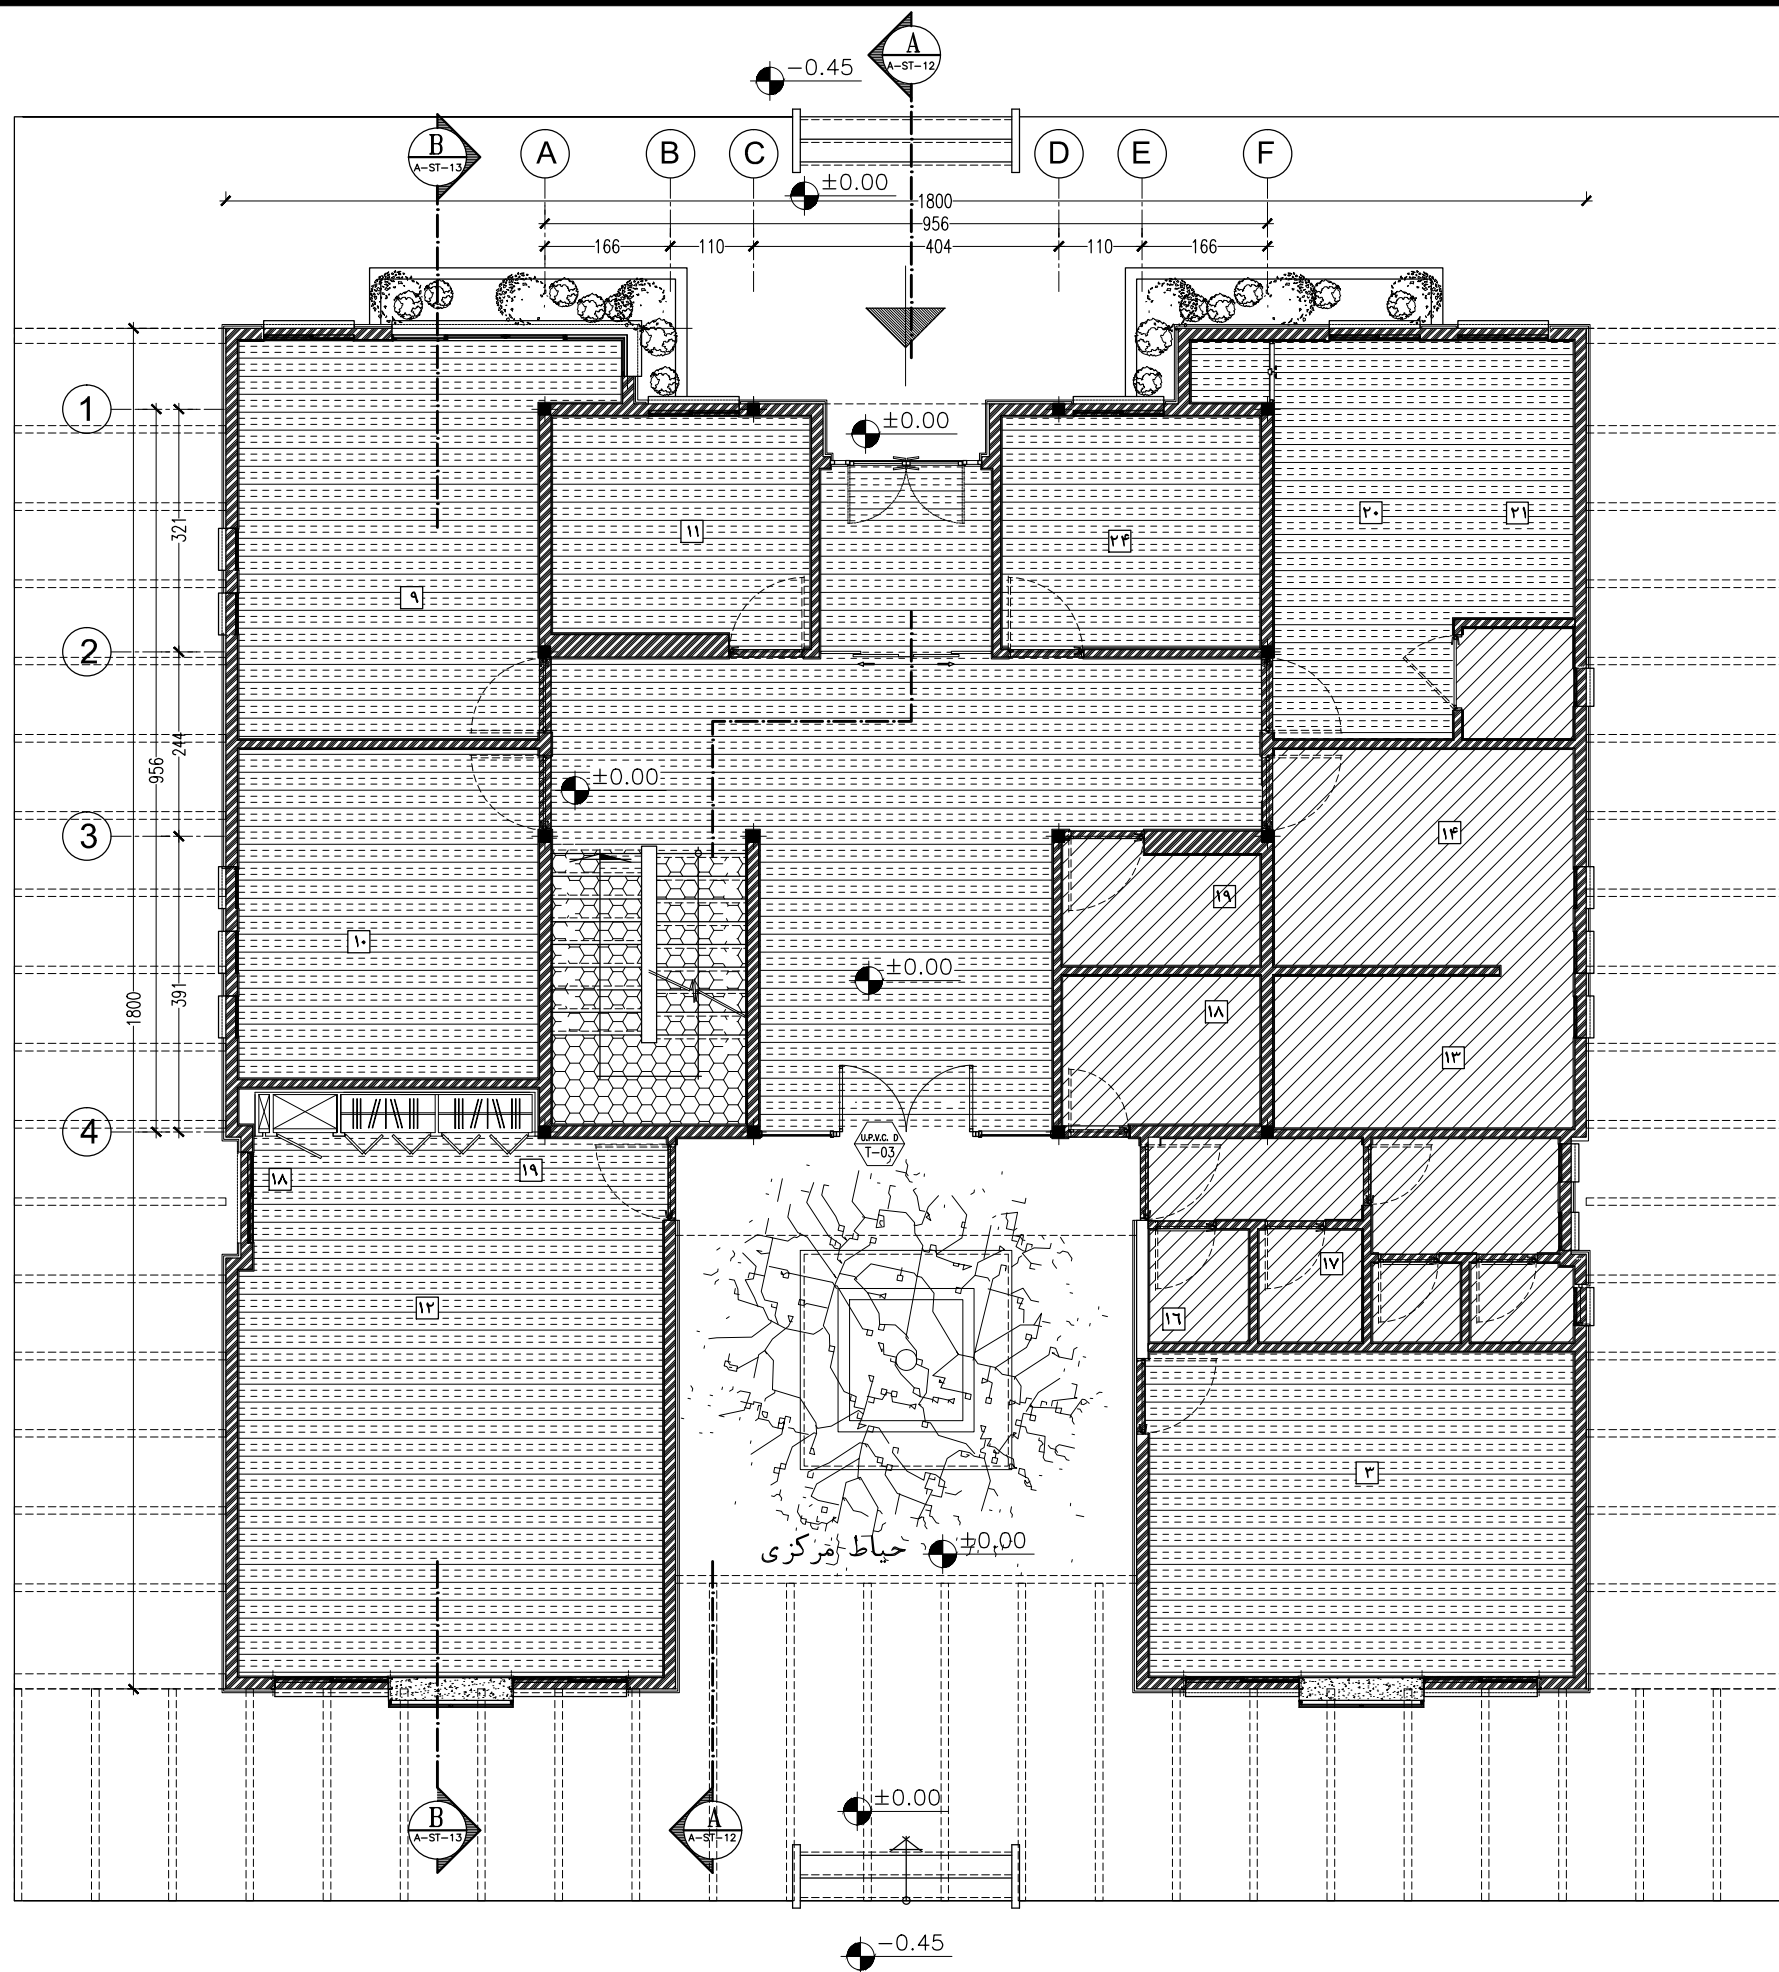 -0.45
A
A-ST-12
B
A-ST-13
A
B
C
D
E
F
±0.00
1800
956
166
110
404
110
166
1
±0.00
321
۲۰
۲۱
۱۱
۲۴
۹
2
244
956
±0.00
3
۱۴
۱۹
۱۰
±0.00
391
1800
۱۸
۱۳
4
U.P.V.C. D
T-03
۱۹
۱۸
۱۷
۱۲
۱۶
۳
حیاط مرکزی
±0.00
±0.00
B
A-ST-13
A
A-ST-12
-0.45